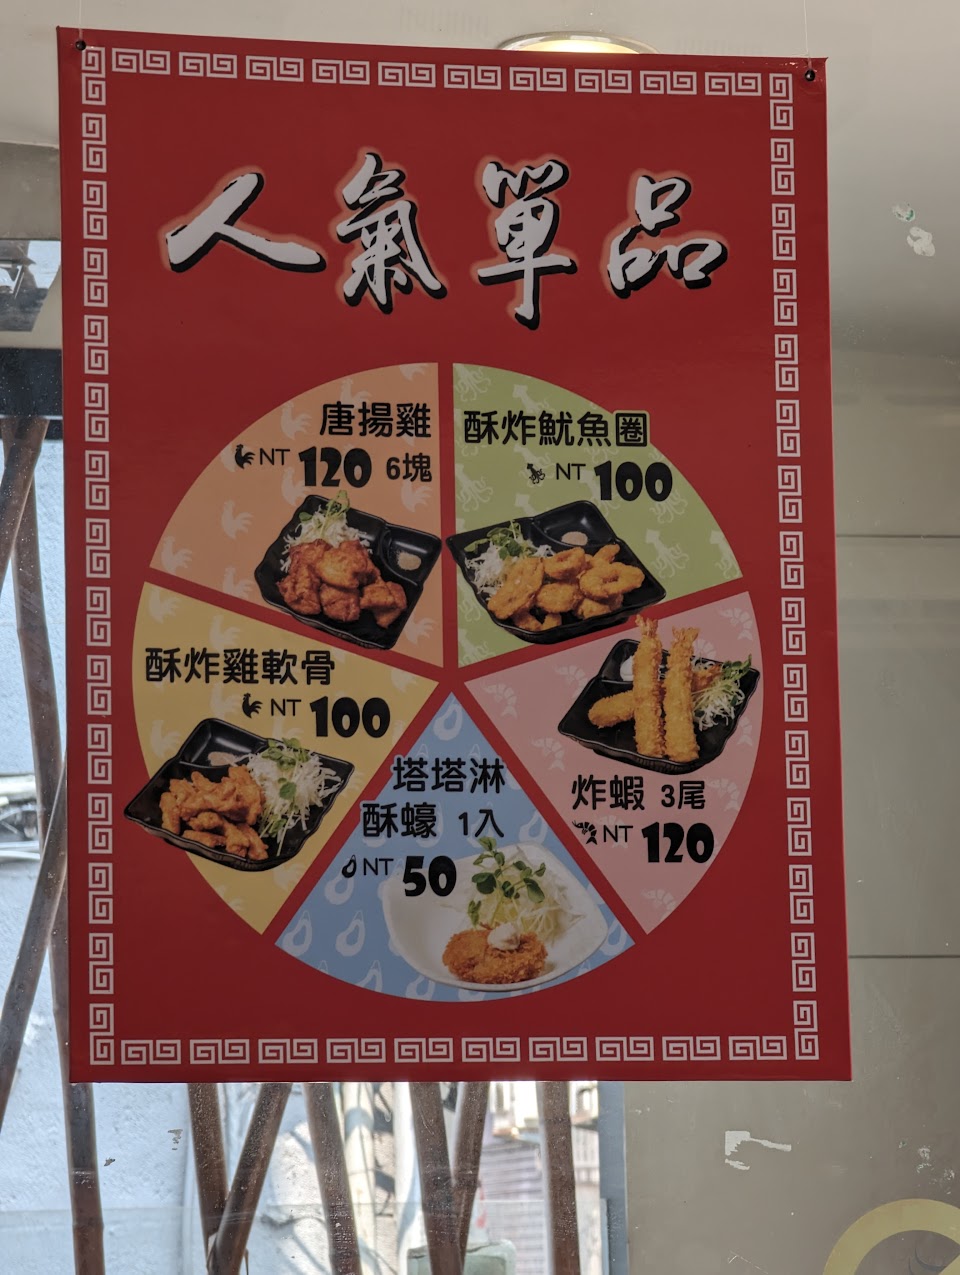 人氣單品
唐揚雞
NT 120 6塊
酥炸魷魚圈
NT 100
酥炸雞軟骨
NT 100
塔塔淋
酥蠔 1入
NT 50
炸蝦 3尾
NT 120